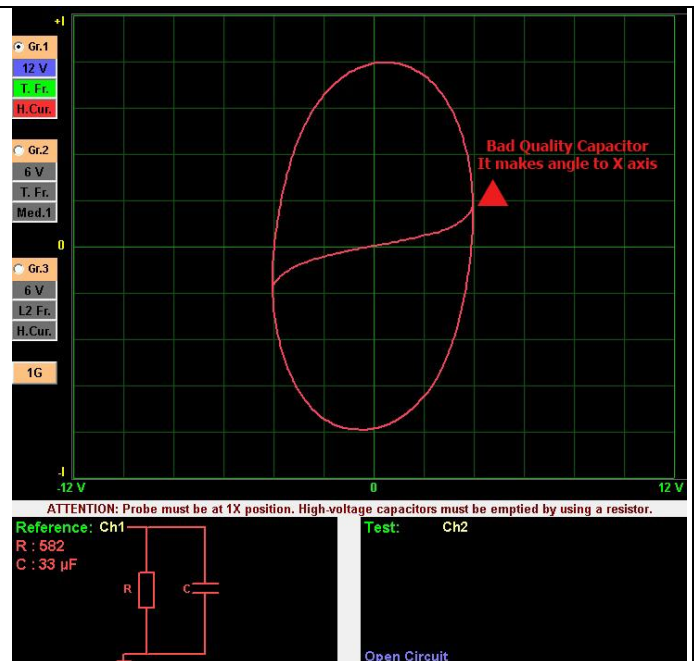 +I
Gr.1
12 V
T. Fr.
H.Cur.
Gr.2
6 V
T. Fr.
Med.1
Bad Quality Capacitor
It makes angle to X axis
0
Gr.3
6 V
L2 Fr.
H.Cur.
1G
-I
-12 V
0
12 V
ATTENTION: Probe must be at 1X position. High-voltage capacitors must be emptied by using a resistor.
Reference: Ch1
R : 582
C : 33 µF
R
C
Test: Ch2
Open Circuit